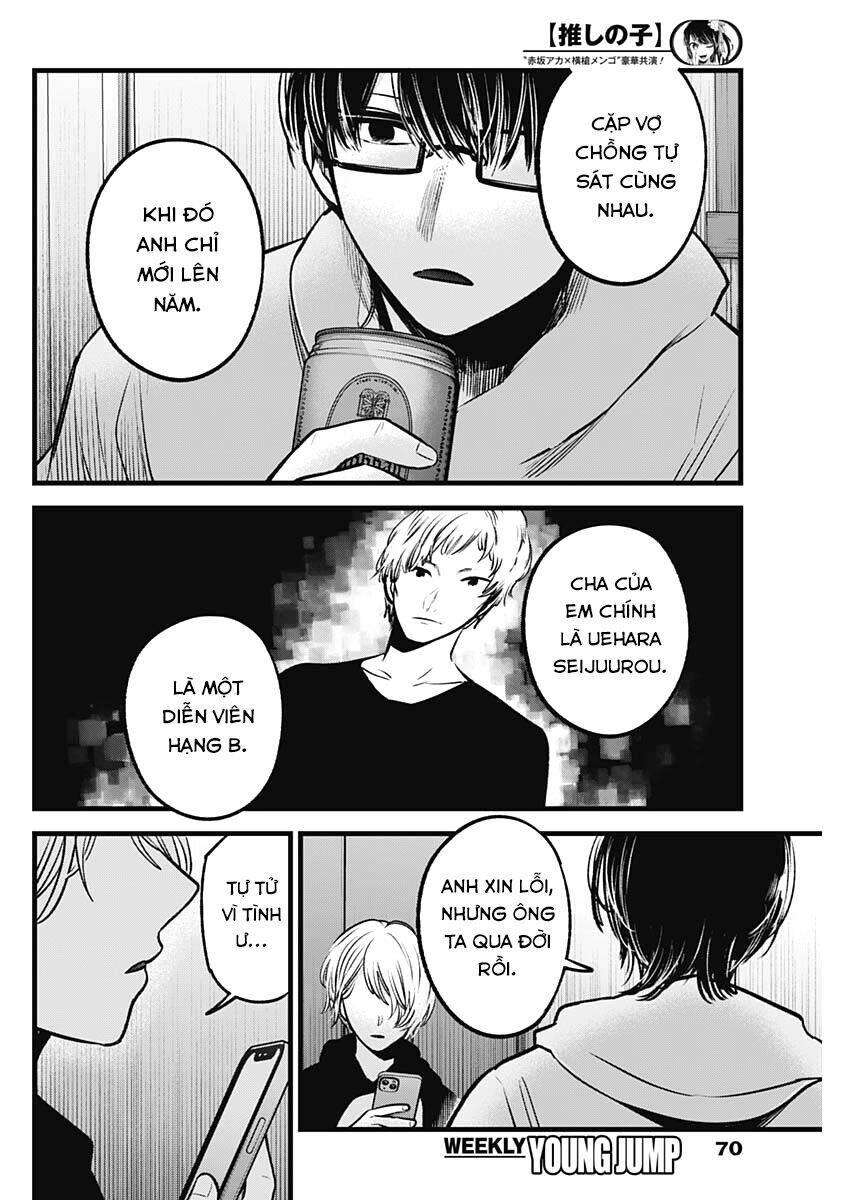 【推しの子】
"赤坂アカ×横槍メンゴ"豪華共演！
CẶP VỢ
CHỒNG TỰ
SÁT CÙNG
NHAU.
KHI ĐÓ
ANH CHỈ
MỚI LÊN
NĂM.
CHA CỦA
EM CHÍNH
LÀ UEHARA
SEIJUUROU.
LÀ MỘT
DIỄN VIÊN
HẠNG B.
ANH XIN LỖI,
NHƯNG ÔNG
TA QUA ĐỜI
RỒI.
TỰ TỬ
VÌ TÌNH
Ư...
WEEKLY YOUNG JUMP 70